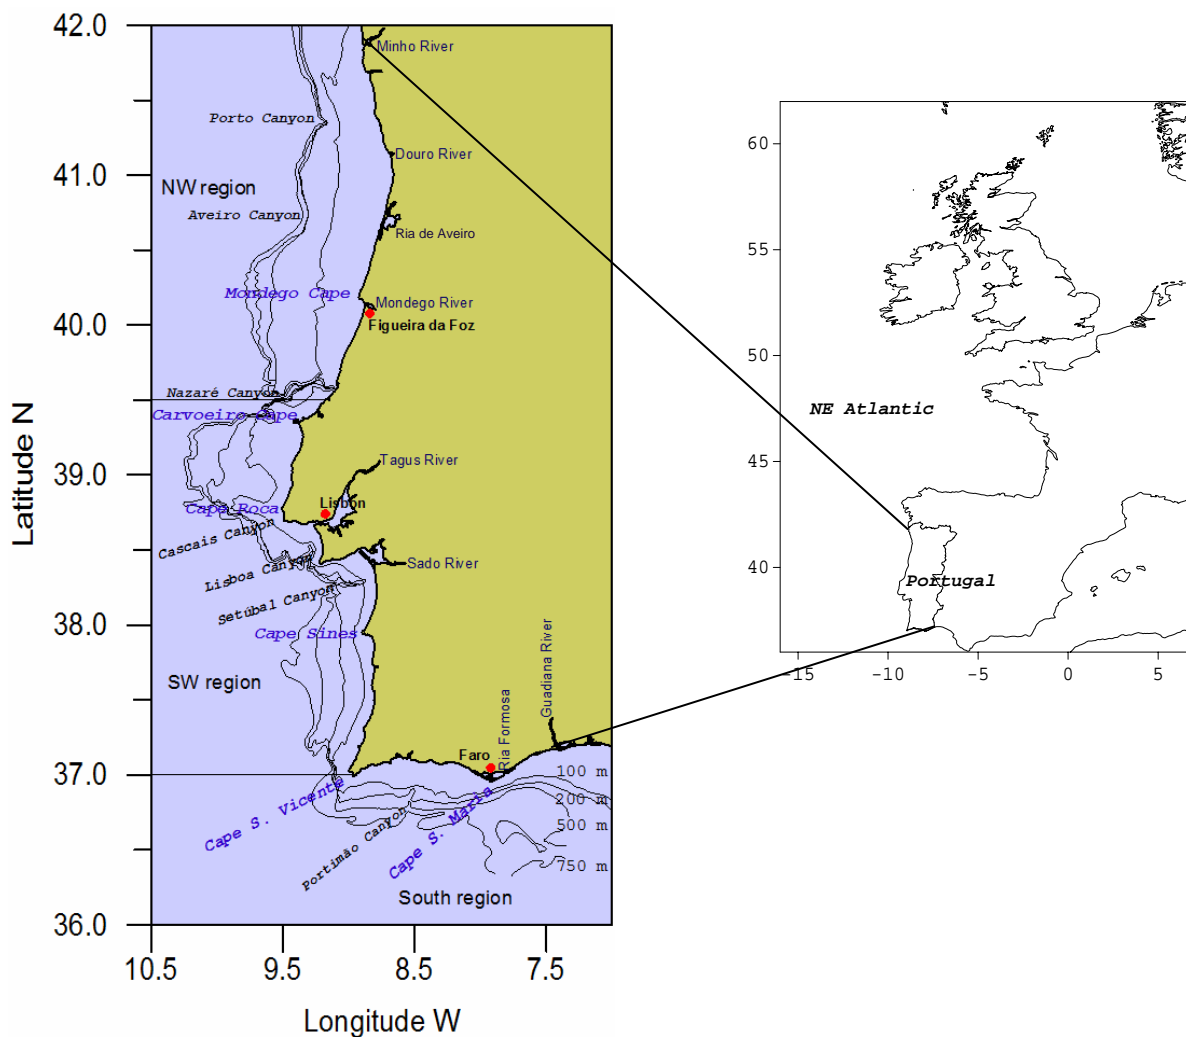 42.0
Minho River
Porto Canyon
Douro River
41.0
NW region
Aveiro Canyon
Ria de Aveiro
Mondego Cape
Mondego River
40.0
Figueira da Foz
Nazaré Canyon
Carvoeiro Cape
Tagus River
39.0
Lisbon
Cape Roca
Cascais Canyon
Lisboa Canyon
Sado River
Setúbal Canyon
38.0
Cape Sines
SW region
Guadiana River
Ria Formosa
Faro
37.0
100 m
200 m
500 m
750 m
Cape S. Vicente
Portimão Canyon
Cape S. Maria
South region
36.0
10.5
9.5
8.5
7.5
Latitude N
Longitude W
60
55
50
NE Atlantic
45
40
Portugal
-15
-10
-5
0
5